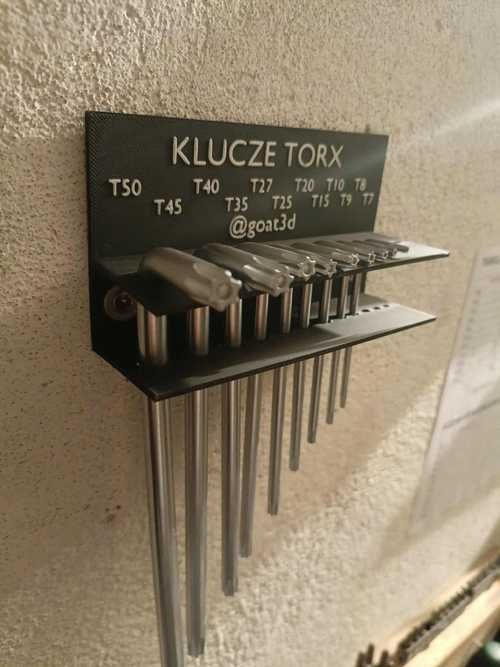 KLUCZE TORX
T50 T40 T27 T20 T10 T8
T45 T35 T25 T15 T9 T7
@goat3d